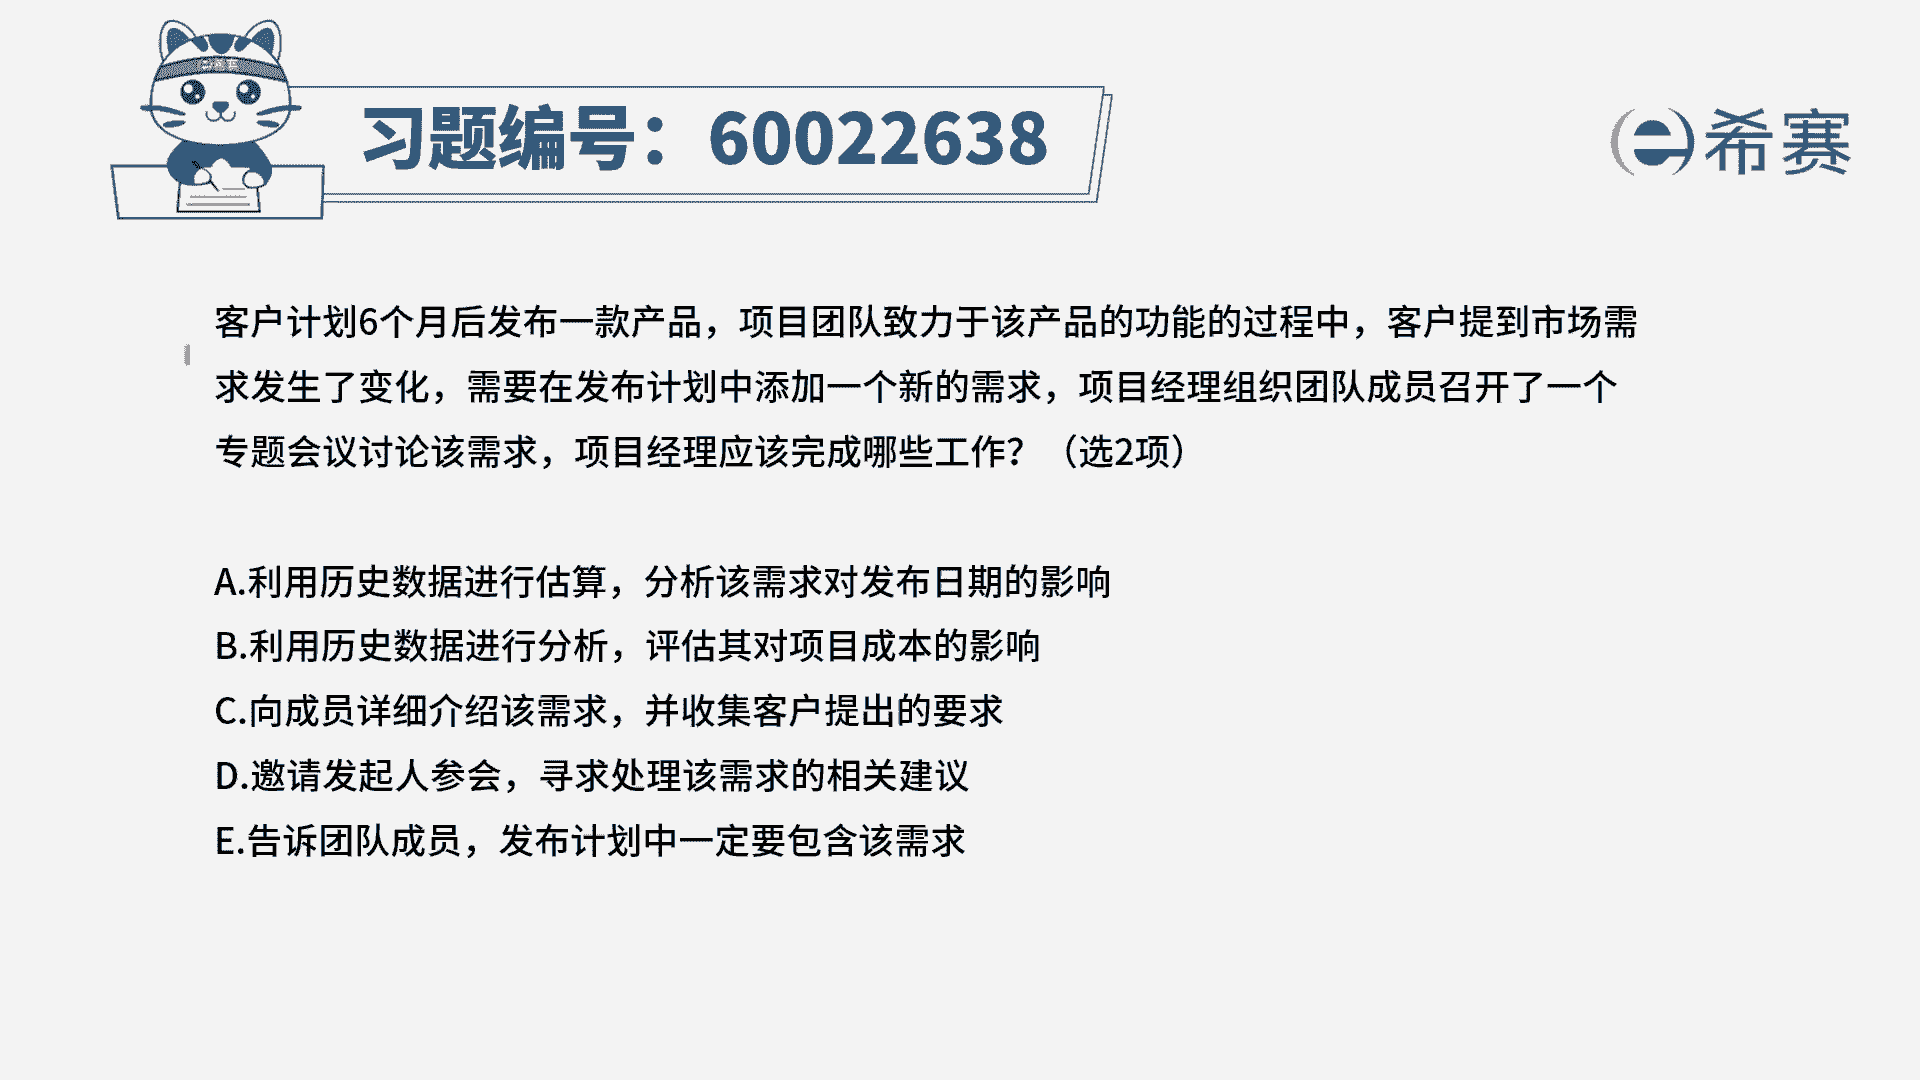 习题编号：60022638
希赛
客户计划6个月后发布一款产品，项目团队致力于该产品的功能的过程中，客户提到市场需
求发生了变化，需要在发布计划中添加一个新的需求，项目经理组织团队成员召开了一个
专题会议讨论该需求，项目经理应该完成哪些工作？（选2项）
A.利用历史数据进行估算，分析该需求对发布日期的影响
B.利用历史数据进行分析，评估其对项目成本的影响
C.向成员详细介绍该需求，并收集客户提出的要求
D.邀请发起人参会，寻求处理该需求的相关建议
E.告诉团队成员，发布计划中一定要包含该需求